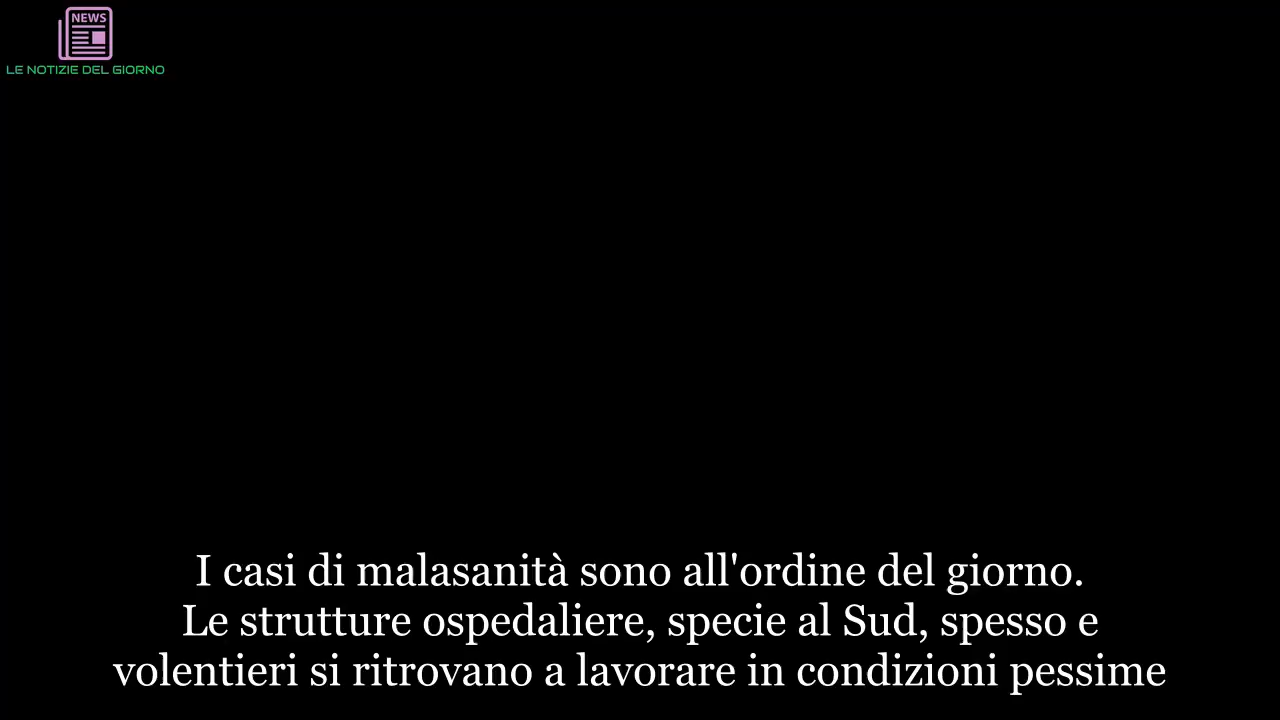 NEWS
LE NOTIZIE DEL GIORNO
I casi di malasanità sono all'ordine del giorno.
Le strutture ospedaliere, specie al Sud, spesso e
volentieri si ritrovano a lavorare in condizioni pessime